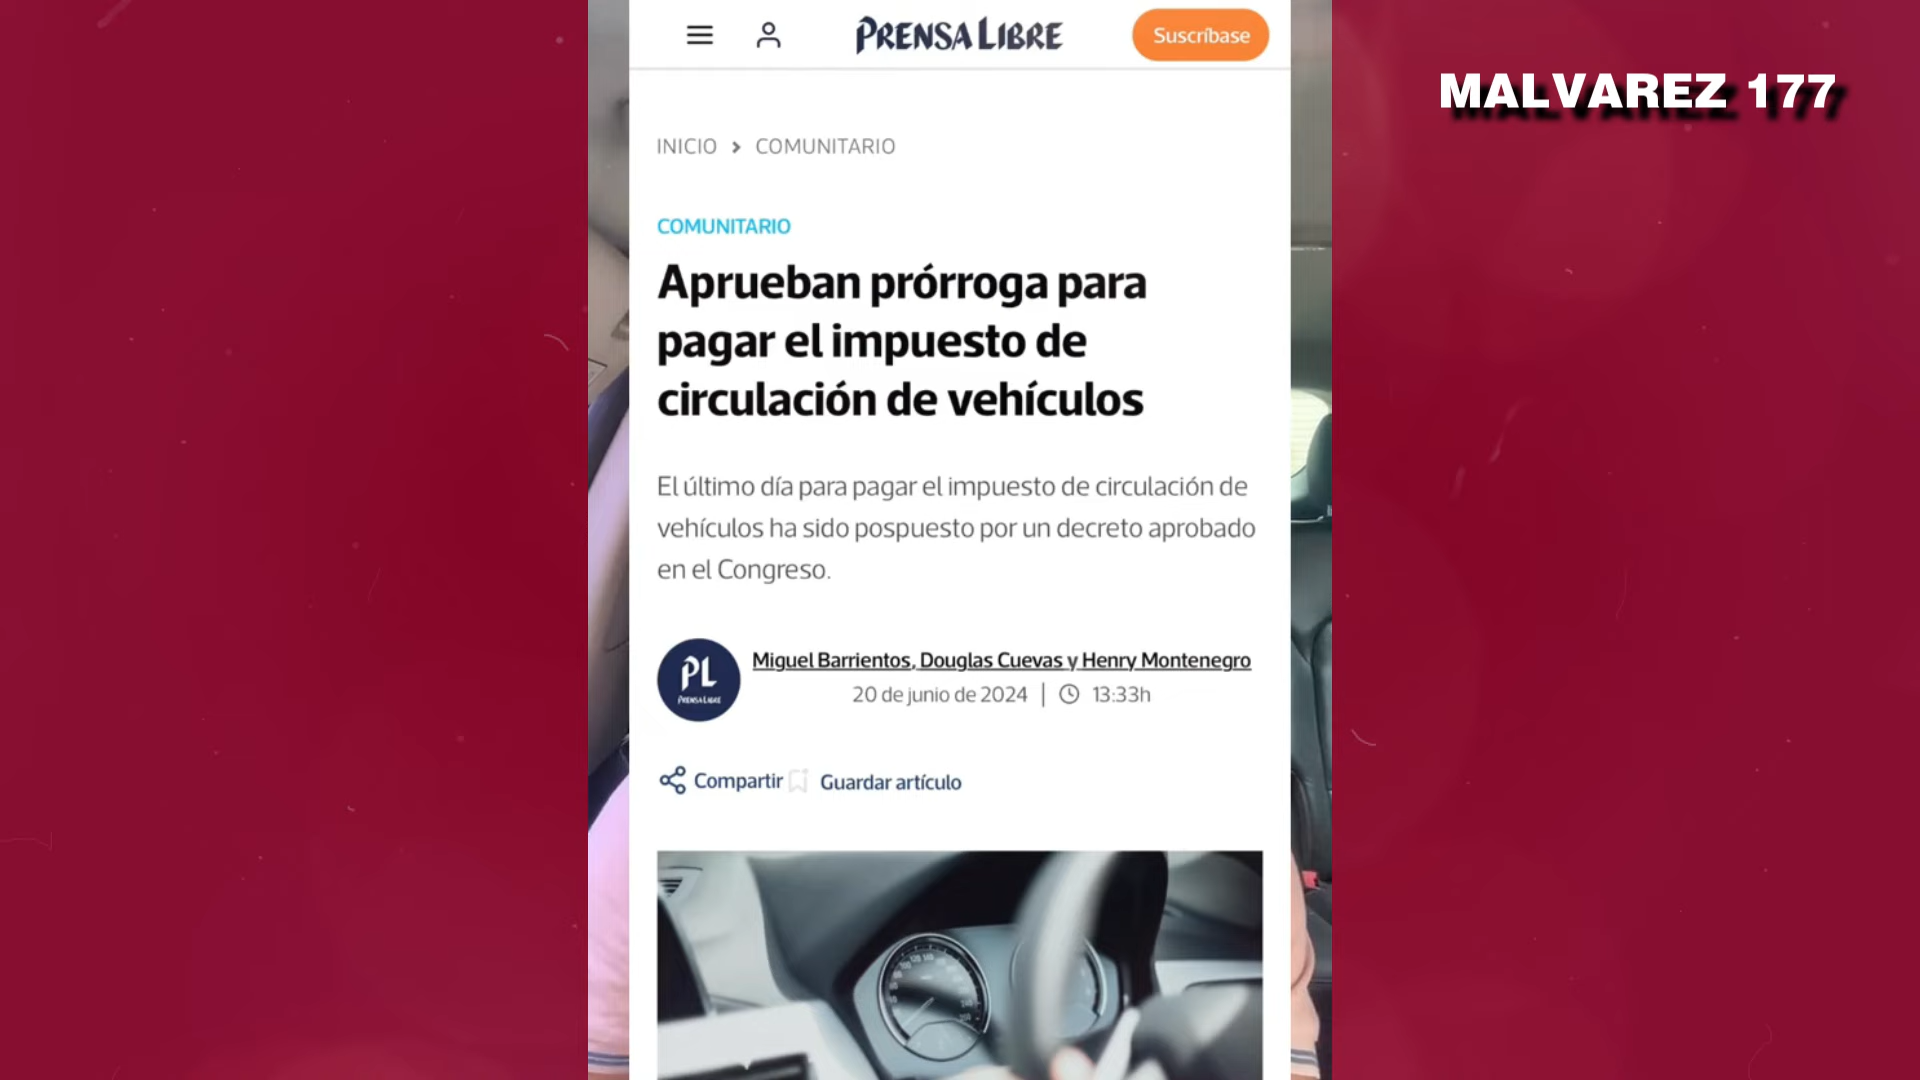 PRENSA LIBRE
Suscríbase
MALVAREZ 177
INICIO > COMUNITARIO
COMUNITARIO
Aprueban prórroga para
pagar el impuesto de
circulación de vehículos
El último día para pagar el impuesto de circulación de
vehículos ha sido pospuesto por un decreto aprobado
en el Congreso.
PL
PRENSA LIBRE
Miguel Barrientos, Douglas Cuevas y Henry Montenegro
20 de junio de 2024 | 13:33h
Compartir
Guardar artículo